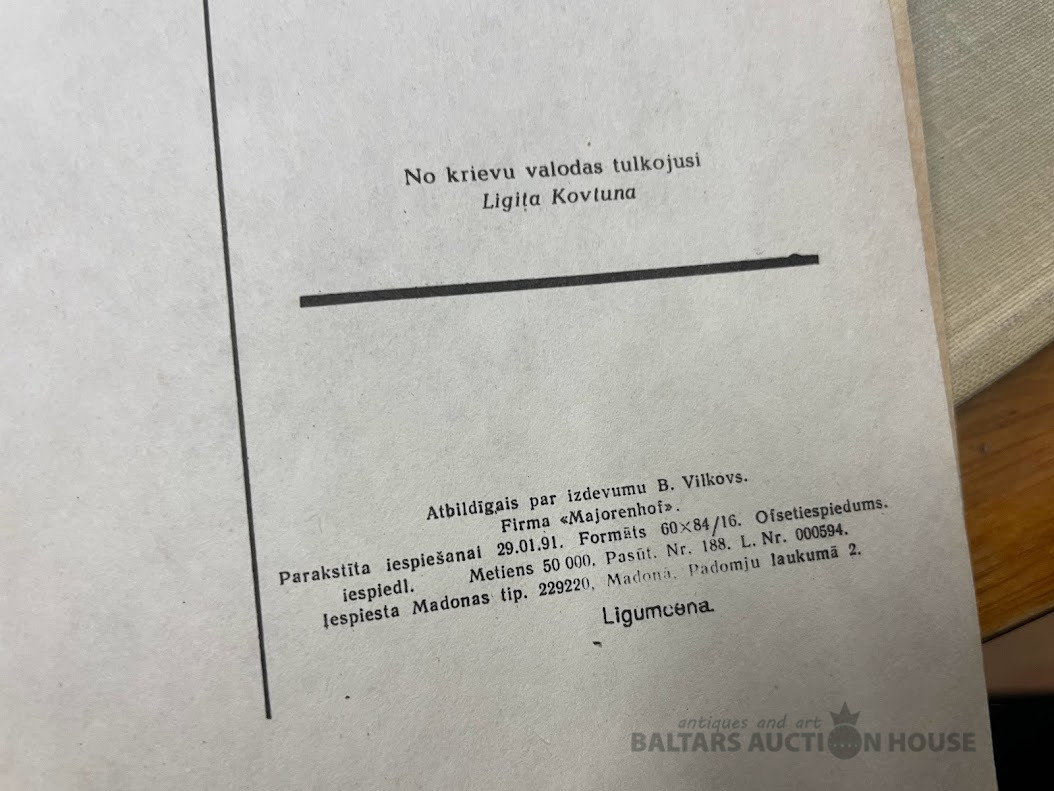 No krievu valodas tulkojusi
Ligita Kovtuna
Atbildīgais par izdevumu B. Vilkovs.
Firma «Majorenhof».
Parakstīta iespiešanai 29.01.91. Formāts 60×84/16. Ofsetiespiedums.
iespiedl. Metiens 50 000. Pasūt. Nr. 188. L. Nr. 000594.
Iespiesta Madonas tip. 229220, Madonā, Padomju laukumā 2.
Līgumcena.
antiques and art
BALTARS AUCTION HOUSE